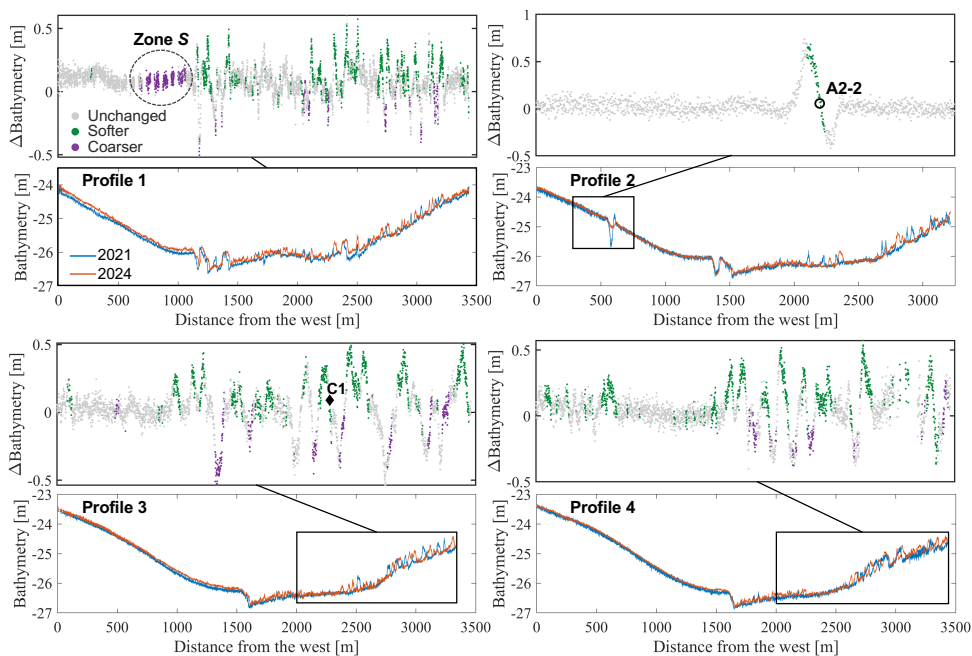 ΔBathymetry [m]
0.5
0
-0.5
Zone S
Unchanged
Softer
Coarser
ΔBathymetry [m]
1
0.5
0
-0.5
A2-2
Bathymetry [m]
-24
-25
-26
-27
Profile 1
2021
2024
0 500 1000 1500 2000 2500 3000 3500
Distance from the west [m]
Bathymetry [m]
-23
-24
-25
-26
-27
Profile 2
0 500 1000 1500 2000 2500 3000
Distance from the west [m]
ΔBathymetry [m]
0.5
0
-0.5
C1
ΔBathymetry [m]
0.5
0
-0.5
Bathymetry [m]
-23
-24
-25
-26
-27
Profile 3
0 500 1000 1500 2000 2500 3000 3500
Distance from the west [m]
Bathymetry [m]
-23
-24
-25
-26
-27
Profile 4
0 500 1000 1500 2000 2500 3000 3500
Distance from the west [m]